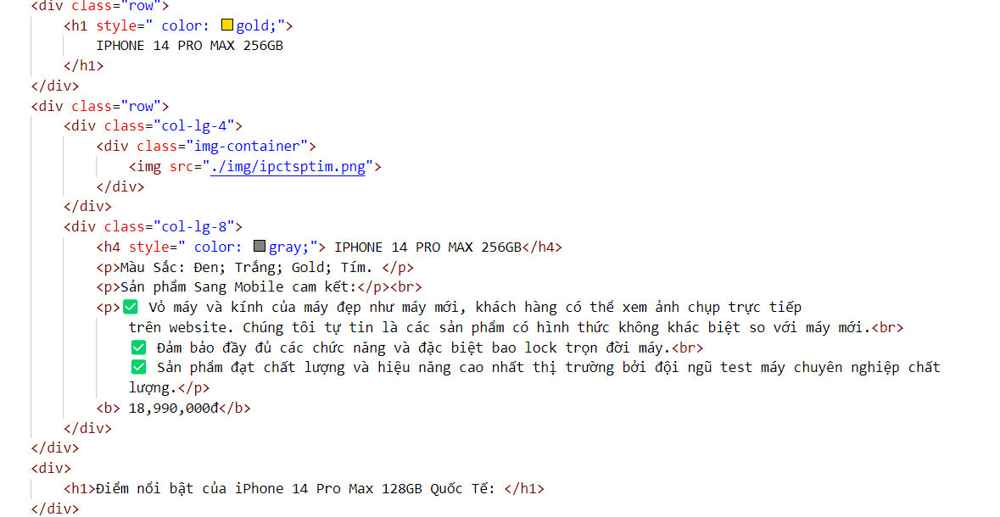 <div class="row">
<h1 style=" color: gold;">
IPHONE 14 PRO MAX 256GB
</h1>
</div>
<div class="row">
<div class="col-lg-4">
<div class="img-container">
<img src="./img/ipctsptim.png">
</div>
</div>
<div class="col-lg-8">
<h4 style=" color: gray;"> IPHONE 14 PRO MAX 256GB</h4>
<p>Màu Sắc: Đen; Trắng; Gold; Tím. </p>
<p>Sản phẩm Sang Mobile cam kết:</p><br>
<p>✅ Vỏ máy và kính của máy đẹp như máy mới, khách hàng có thể xem ảnh chụp trực tiếp
trên website. Chúng tôi tự tin là các sản phẩm có hình thức không khác biệt so với máy mới.<br>
✅ Đảm bảo đầy đủ các chức năng và đặc biệt bao lock trọn đời máy.<br>
✅ Sản phẩm đạt chất lượng và hiệu năng cao nhất thị trường bởi đội ngũ test máy chuyên nghiệp chất
lượng.</p>
<b> 18,990,000đ</b>
</div>
</div>
<div>
<h1>Điểm nổi bật của iPhone 14 Pro Max 128GB Quốc Tế: </h1>
</div>